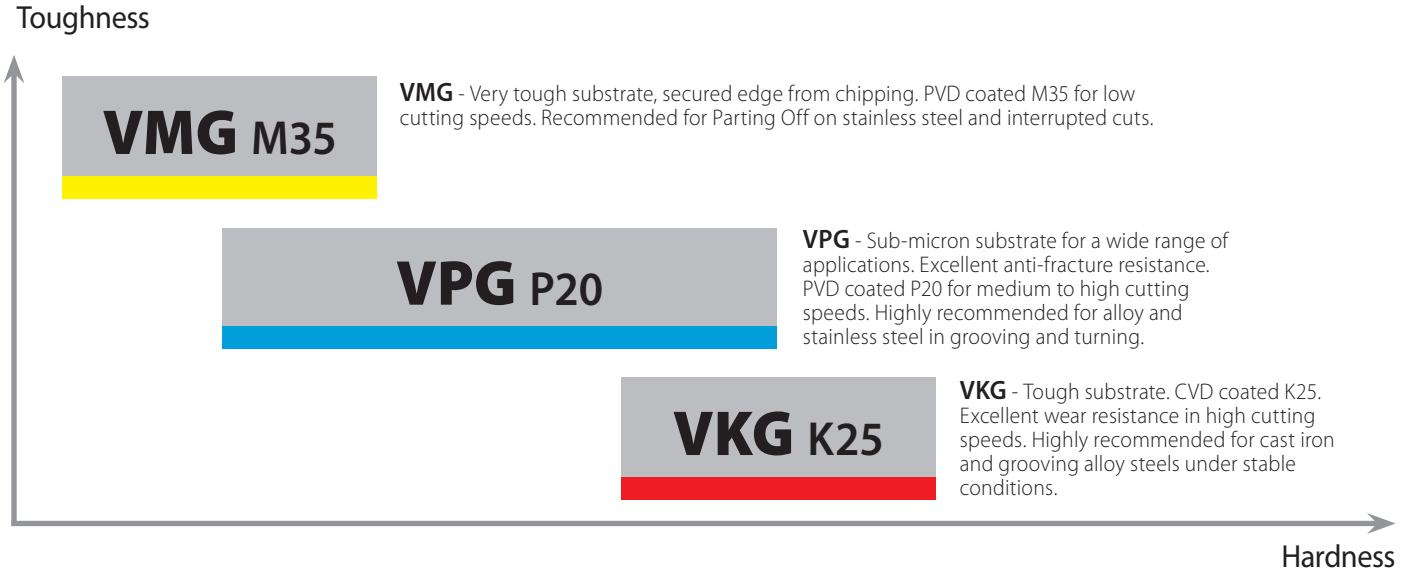 Toughness
VMG M35
VMG - Very tough substrate, secured edge from chipping. PVD coated M35 for low
cutting speeds. Recommended for Parting Off on stainless steel and interrupted cuts.
VPG P20
VPG - Sub-micron substrate for a wide range of
applications. Excellent anti-fracture resistance.
PVD coated P20 for medium to high cutting
speeds. Highly recommended for alloy and
stainless steel in grooving and turning.
VKG K25
VKG - Tough substrate. CVD coated K25.
Excellent wear resistance in high cutting
speeds. Highly recommended for cast iron
and grooving alloy steels under stable
conditions.
Hardness